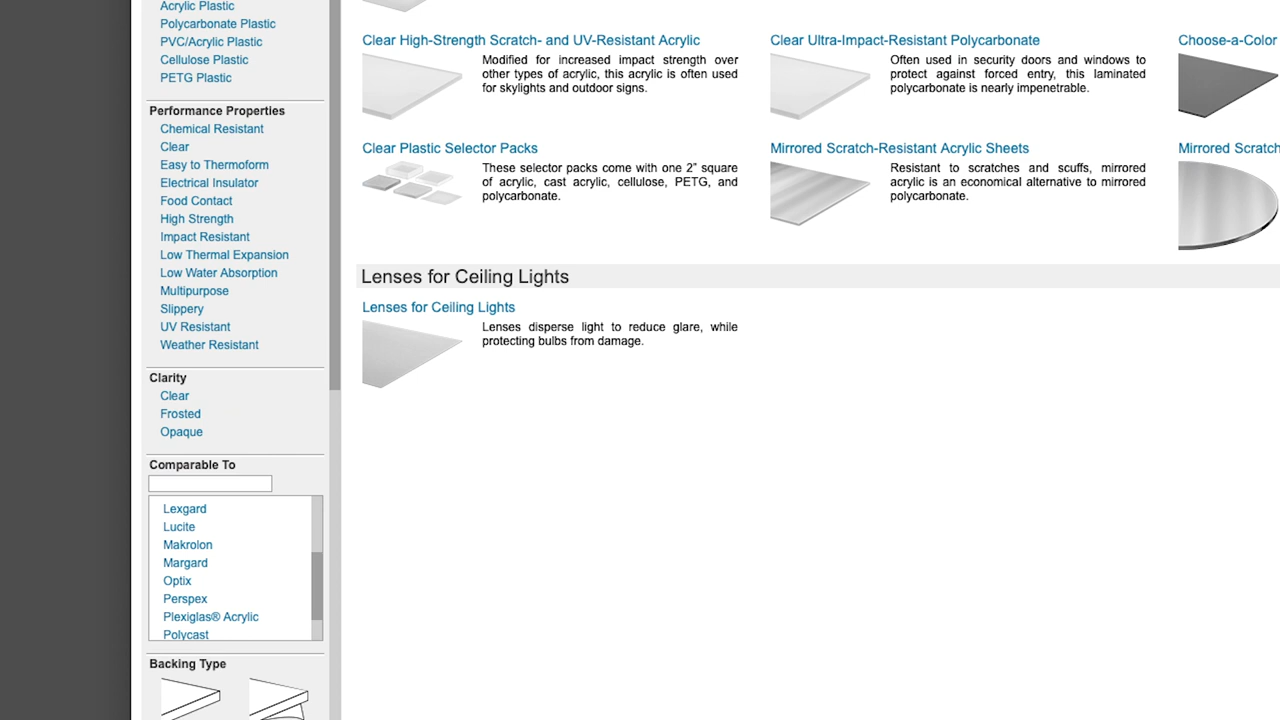 Acrylic Plastic
Polycarbonate Plastic
PVC/Acrylic Plastic
Cellulose Plastic
PETG Plastic
Performance Properties
Chemical Resistant
Clear
Easy to Thermoform
Electrical Insulator
Food Contact
High Strength
Impact Resistant
Low Thermal Expansion
Low Water Absorption
Multipurpose
Slippery
UV Resistant
Weather Resistant
Clarity
Clear
Frosted
Opaque
Comparable To
Lexgard
Lucite
Makrolon
Margard
Optix
Perspex
Plexiglas® Acrylic
Polycast
Backing Type
Clear High-Strength Scratch- and UV-Resistant Acrylic
Modified for increased impact strength over
other types of acrylic, this acrylic is often used
for skylights and outdoor signs.
Clear Ultra-Impact-Resistant Polycarbonate
Often used in security doors and windows to
protect against forced entry, this laminated
polycarbonate is nearly impenetrable.
Choose-a-Color
Clear Plastic Selector Packs
These selector packs come with one 2" square
of acrylic, cast acrylic, cellulose, PETG, and
polycarbonate.
Mirrored Scratch-Resistant Acrylic Sheets
Resistant to scratches and scuffs, mirrored
acrylic is an economical alternative to mirrored
polycarbonate.
Mirrored Scratch
Lenses for Ceiling Lights
Lenses for Ceiling Lights
Lenses disperse light to reduce glare, while
protecting bulbs from damage.